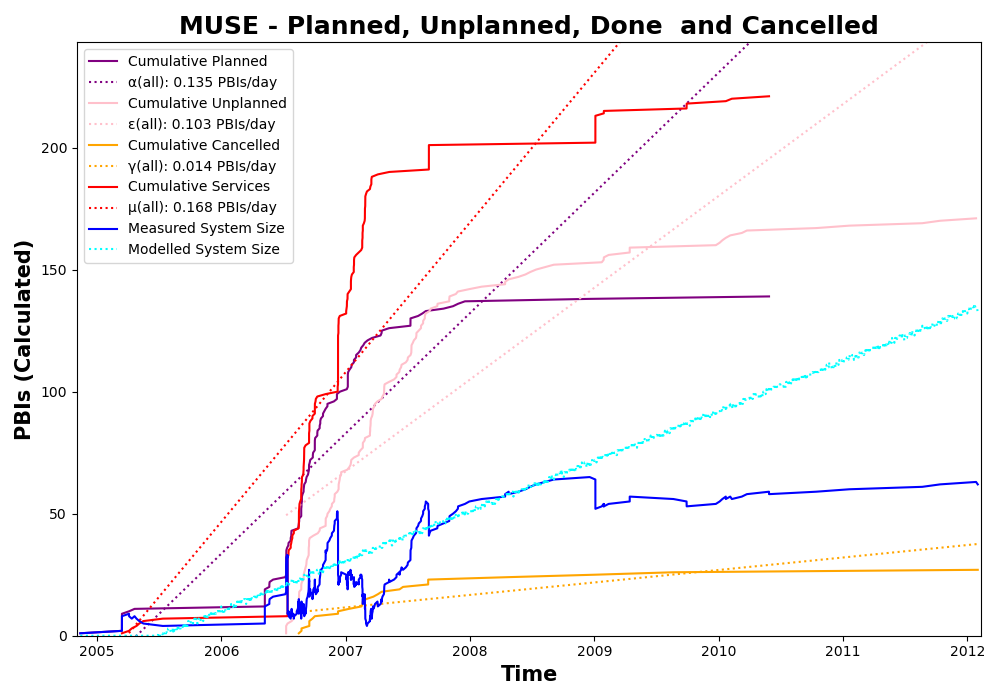 MUSE - Planned, Unplanned, Done  and Cancelled
Cumulative Planned
α(all): 0.135 PBIs/day
Cumulative Unplanned
ε(all): 0.103 PBIs/day
Cumulative Cancelled
γ(all): 0.014 PBIs/day
Cumulative Services
μ(all): 0.168 PBIs/day
Measured System Size
Modelled System Size
PBIs (Calculated)
200
150
100
50
0
2005 2006 2007 2008 2009 2010 2011 2012
Time